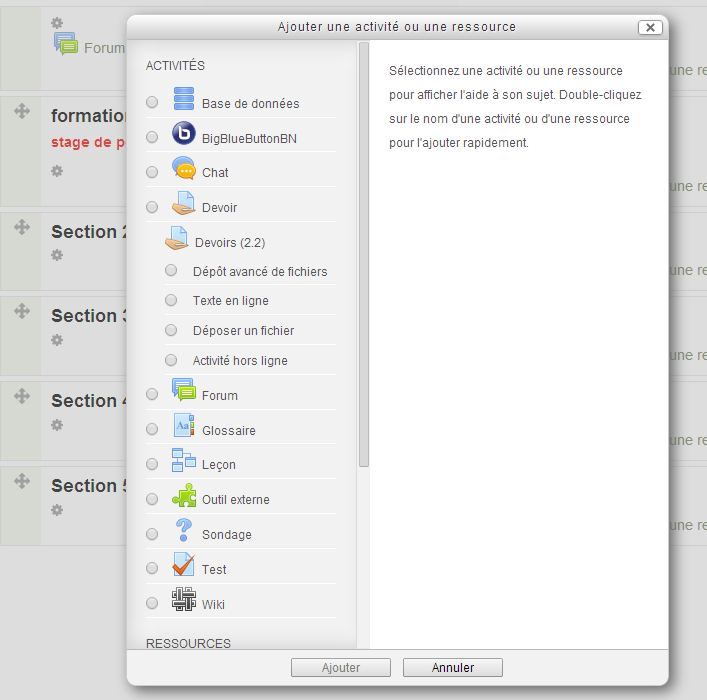 Ajouter une activité ou une ressource
ACTIVITÉS
Base de données
BigBlueButtonBN
Chat
Devoir
Devoirs (2.2)
Dépôt avancé de fichiers
Texte en ligne
Déposer un fichier
Activité hors ligne
Forum
Glossaire
Leçon
Outil externe
Sondage
Test
Wiki
RESSOURCES
Sélectionnez une activité ou une ressource
pour afficher l'aide à son sujet. Double-cliquez
sur le nom d'une activité ou d'une ressource
pour l'ajouter rapidement.
Ajouter
Annuler
Forum
formation
stage de p
Section 2
Section 3
Section 4
Section 5
une re
une re
une re
une re
une re
une re